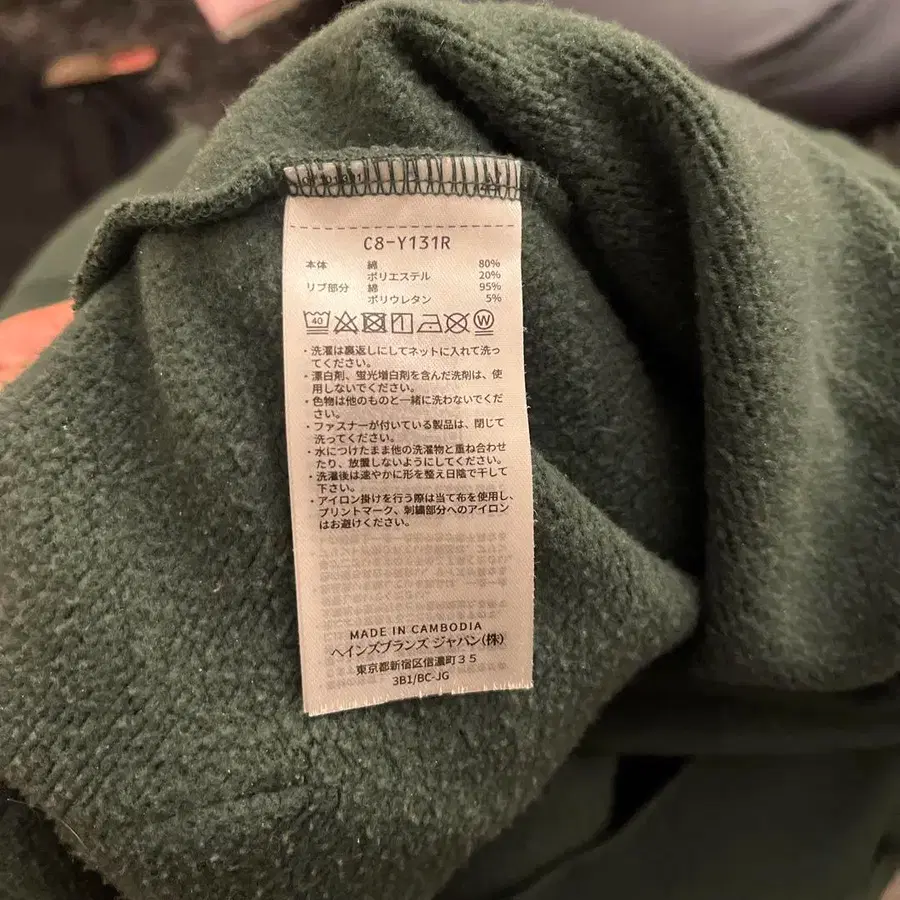 C8-Y131R
本体 綿 80%
ポリエステル 20%
リブ部分 綿 95%
ポリウレタン 5%
40
・洗濯は裏返しにしてネットに入れて洗っ
てください。
・漂白剤、蛍光増白剤を含んだ洗剤は、使
用しないでください。
・色物は他のものと一緒に洗わないでくだ
さい。
・ファスナーが付いている製品は、閉じて
洗ってください。
・水につけたまま他の洗濯物と重ね合わせ
たり、放置しないようにしてください。
・洗濯後は速やかに形を整え日陰で干して
下さい。
・アイロン掛けを行う際は当て布を使用し、
プリントマーク、刺繍部分へのアイロン
はお避けください。
MADE IN CAMBODIA
ヘインズブランズ ジャパン(株)
東京都新宿区信濃町35
3B1/BC-JG